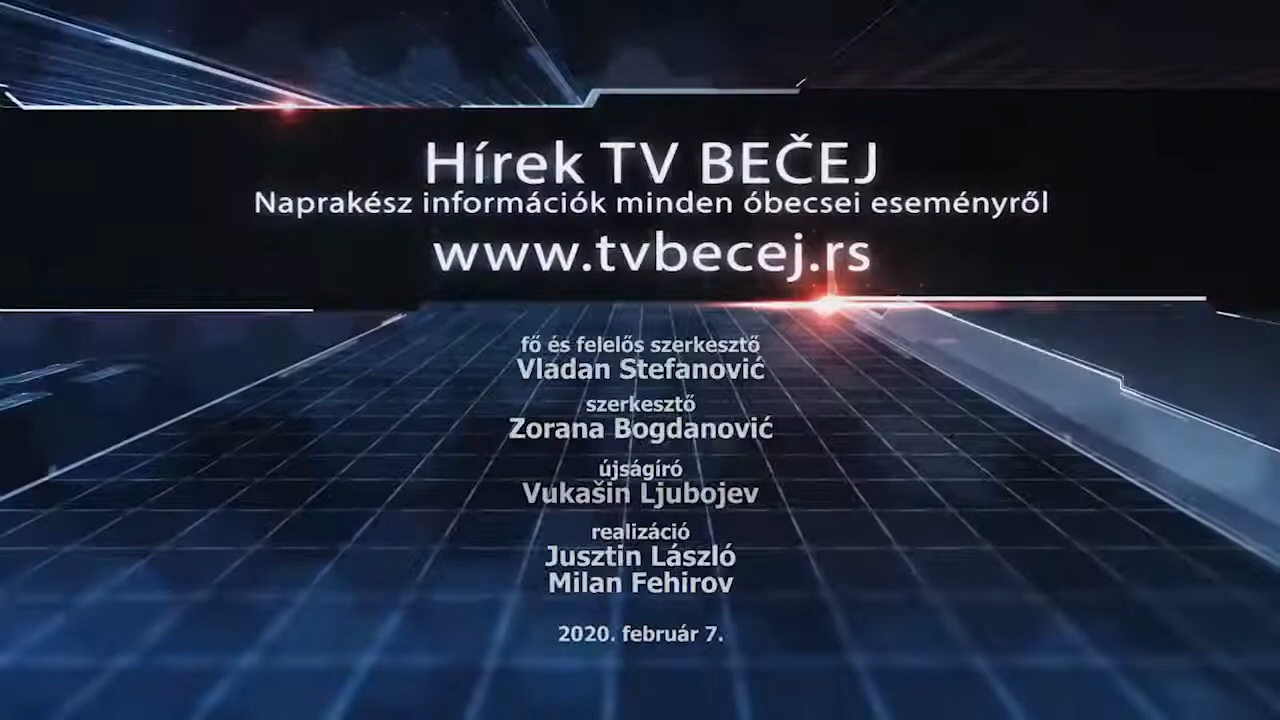 Hírek TV BEČEJ
Naprakész információk minden óbecsei eseményről
www.tvbecej.rs
fő és felelős szerkesztő
Vladan Stefanović
szerkesztő
Zorana Bogdanović
újságíró
Vukašin Ljubojev
realizáció
Jusztin László
Milan Fehirov
2020. február 7.